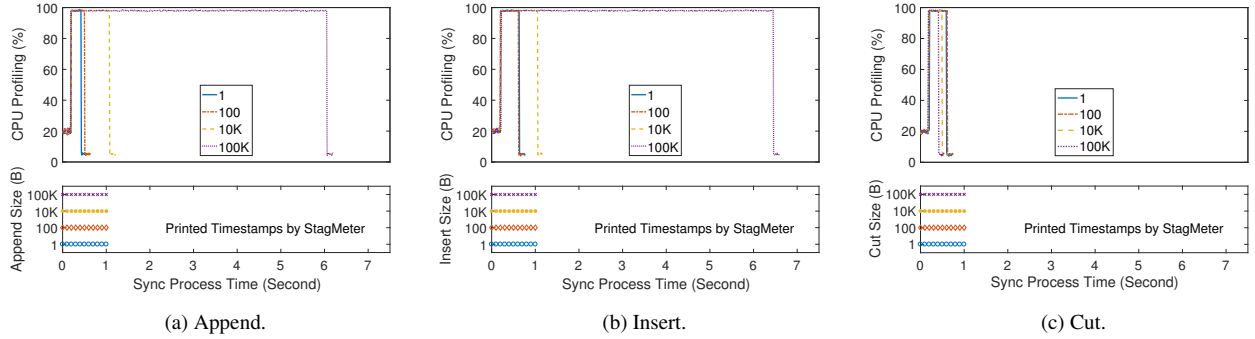 100
80
60
40
20
0
CPU Profiling (%)
1
100
10K
100K
100K
10K
100
1
Append Size (B)
Printed Timestamps by StagMeter
0 1 2 3 4 5 6 7
Sync Process Time (Second)
(a) Append.
100
80
60
40
20
0
CPU Profiling (%)
1
100
10K
100K
100K
10K
100
1
Insert Size (B)
Printed Timestamps by StagMeter
0 1 2 3 4 5 6 7
Sync Process Time (Second)
(b) Insert.
100
80
60
40
20
0
CPU Profiling (%)
1
100
10K
100K
100K
10K
100
1
Cut Size (B)
Printed Timestamps by StagMeter
0 1 2 3 4 5 6 7
Sync Process Time (Second)
(c) Cut.